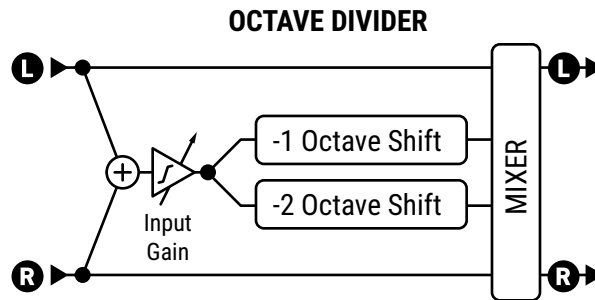 OCTAVE DIVIDER
L
L
-1 Octave Shift
+
-2 Octave Shift
MIXER
Input
Gain
R
R